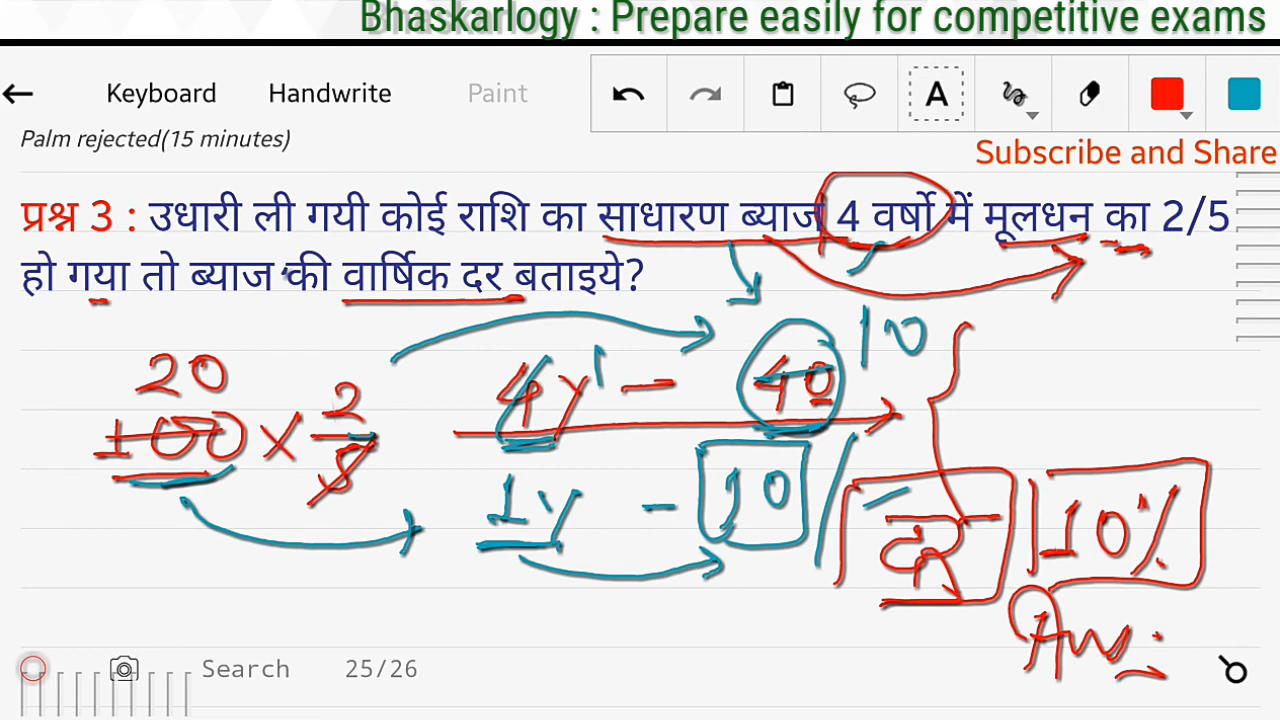 Bhaskarlogy : Prepare easily for competitive exams
Keyboard Handwrite Paint A
Palm rejected(15 minutes)
Subscribe and Share
प्रश्न 3 : उधारी ली गयी कोई राशि का साधारण ब्याज 4 वर्षो में मूलधन का 2/5
हो गया तो ब्याज की वार्षिक दर बताइये?
20
100 × 2/5
4y - 40 10
1y - 10
दर 10%
Ans:
Search 25/26